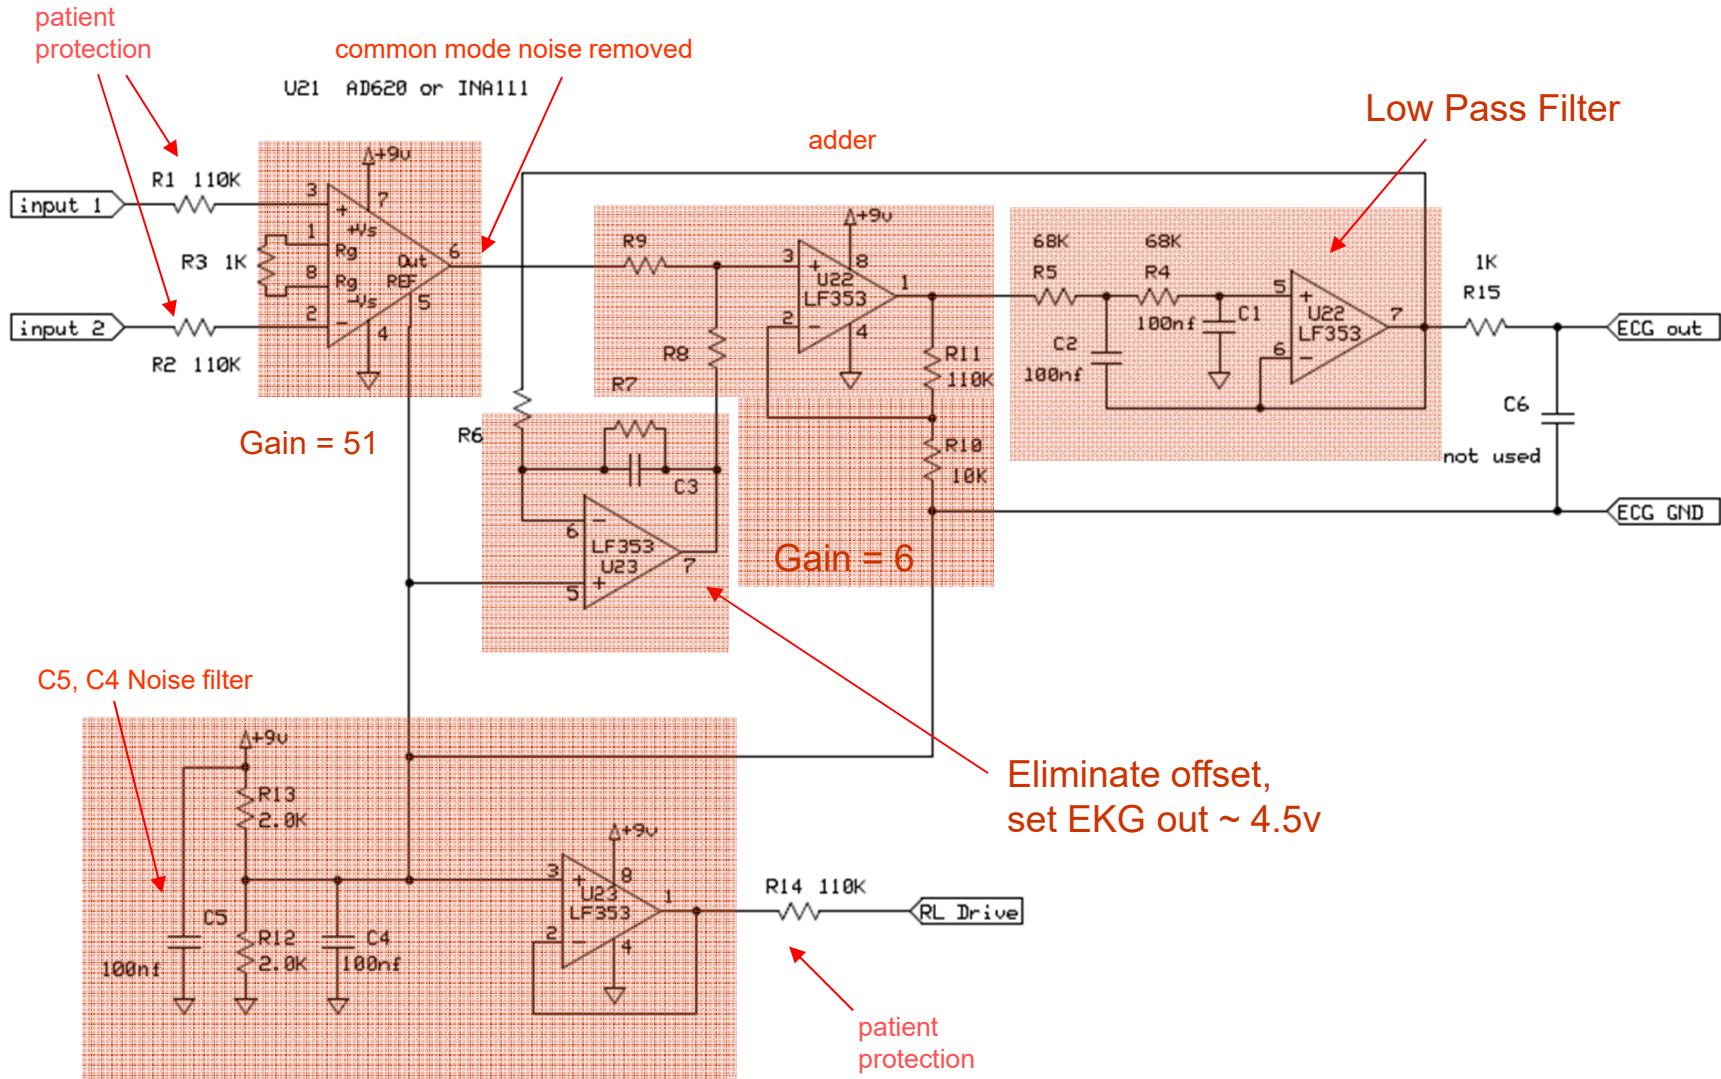 patient
protection
common mode noise removed
U21 AD620 or INA111
Low Pass Filter
adder
+9v
R1 110K
input 1
3
7
+
+Vs
1
Rg
R3 1K
Out
6
8
Rg
REF
-Vs
5
2
-
4
input 2
R2 110K
Gain = 51
R9
+9v
3
+
8
U22
LF353
1
2
-
4
R8
R11
110K
R10
10K
Gain = 6
R7
R6
C3
6
-
LF353
U23
7
5
+
68K
68K
R5
R4
100nf
C1
C2
100nf
5
+
U22
LF353
7
6
-
1K
R15
ECG out
C6
not used
ECG GND
C5, C4 Noise filter
+9v
R13
2.0K
C5
100nf
R12
2.0K
C4
100nf
+9v
3
+
8
U23
LF353
1
2
-
4
R14 110K
RL Drive
Eliminate offset,
set EKG out ~ 4.5v
patient
protection